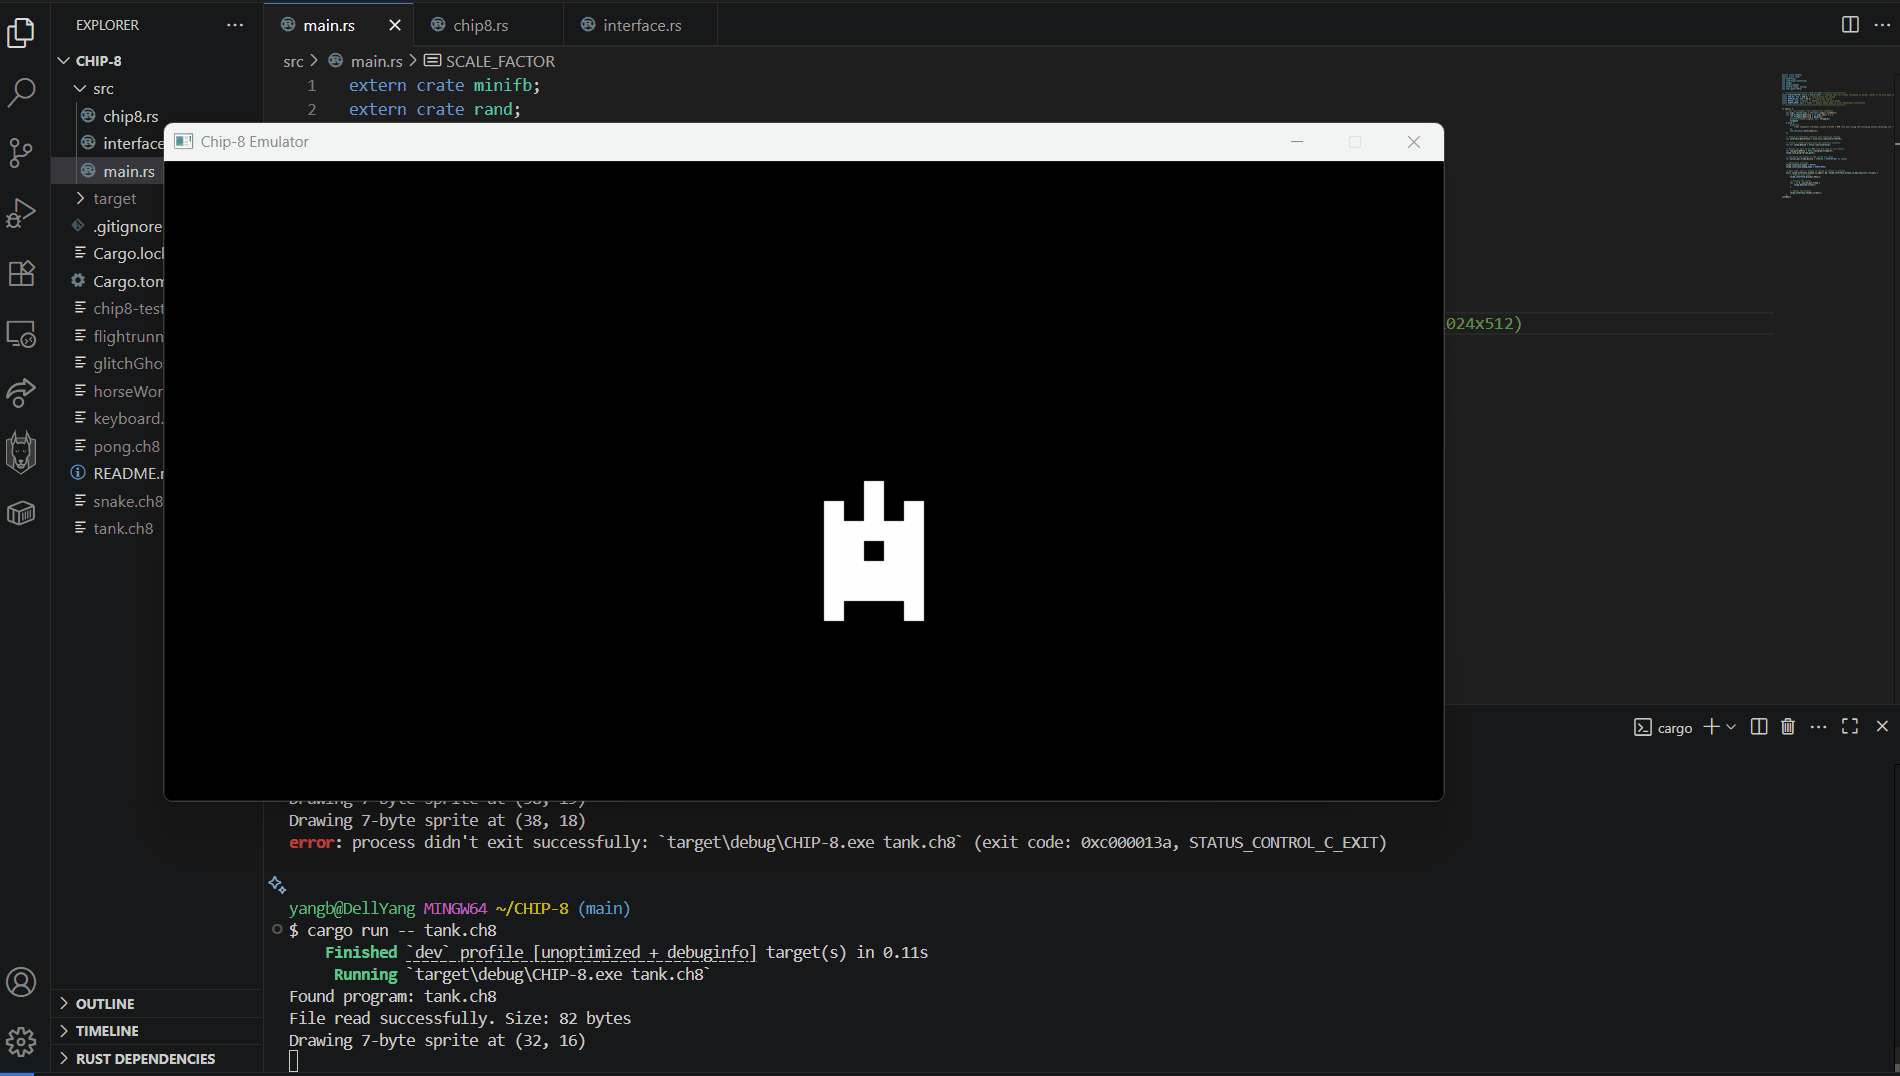 EXPLORER
CHIP-8
src
chip8.rs
interface
main.rs
target
.gitignore
Cargo.loc
Cargo.tom
chip8-test
flightrunn
glitchGho
horseWor
keyboard.
pong.ch8
README.
snake.ch8
tank.ch8
OUTLINE
TIMELINE
RUST DEPENDENCIES
main.rs
chip8.rs
interface.rs
src > main.rs > SCALE_FACTOR
1 extern crate minifb;
2 extern crate rand;
Chip-8 Emulator
024x512)
cargo
Drawing 7-byte sprite at (38, 18)
error: process didn't exit successfully: `target\debug\CHIP-8.exe tank.ch8` (exit code: 0xc000013a, STATUS_CONTROL_C_EXIT)
yangb@DellYang MINGW64 ~/CHIP-8 (main)
$ cargo run -- tank.ch8
Finished `dev` profile [unoptimized + debuginfo] target(s) in 0.11s
Running `target\debug\CHIP-8.exe tank.ch8`
Found program: tank.ch8
File read successfully. Size: 82 bytes
Drawing 7-byte sprite at (32, 16)